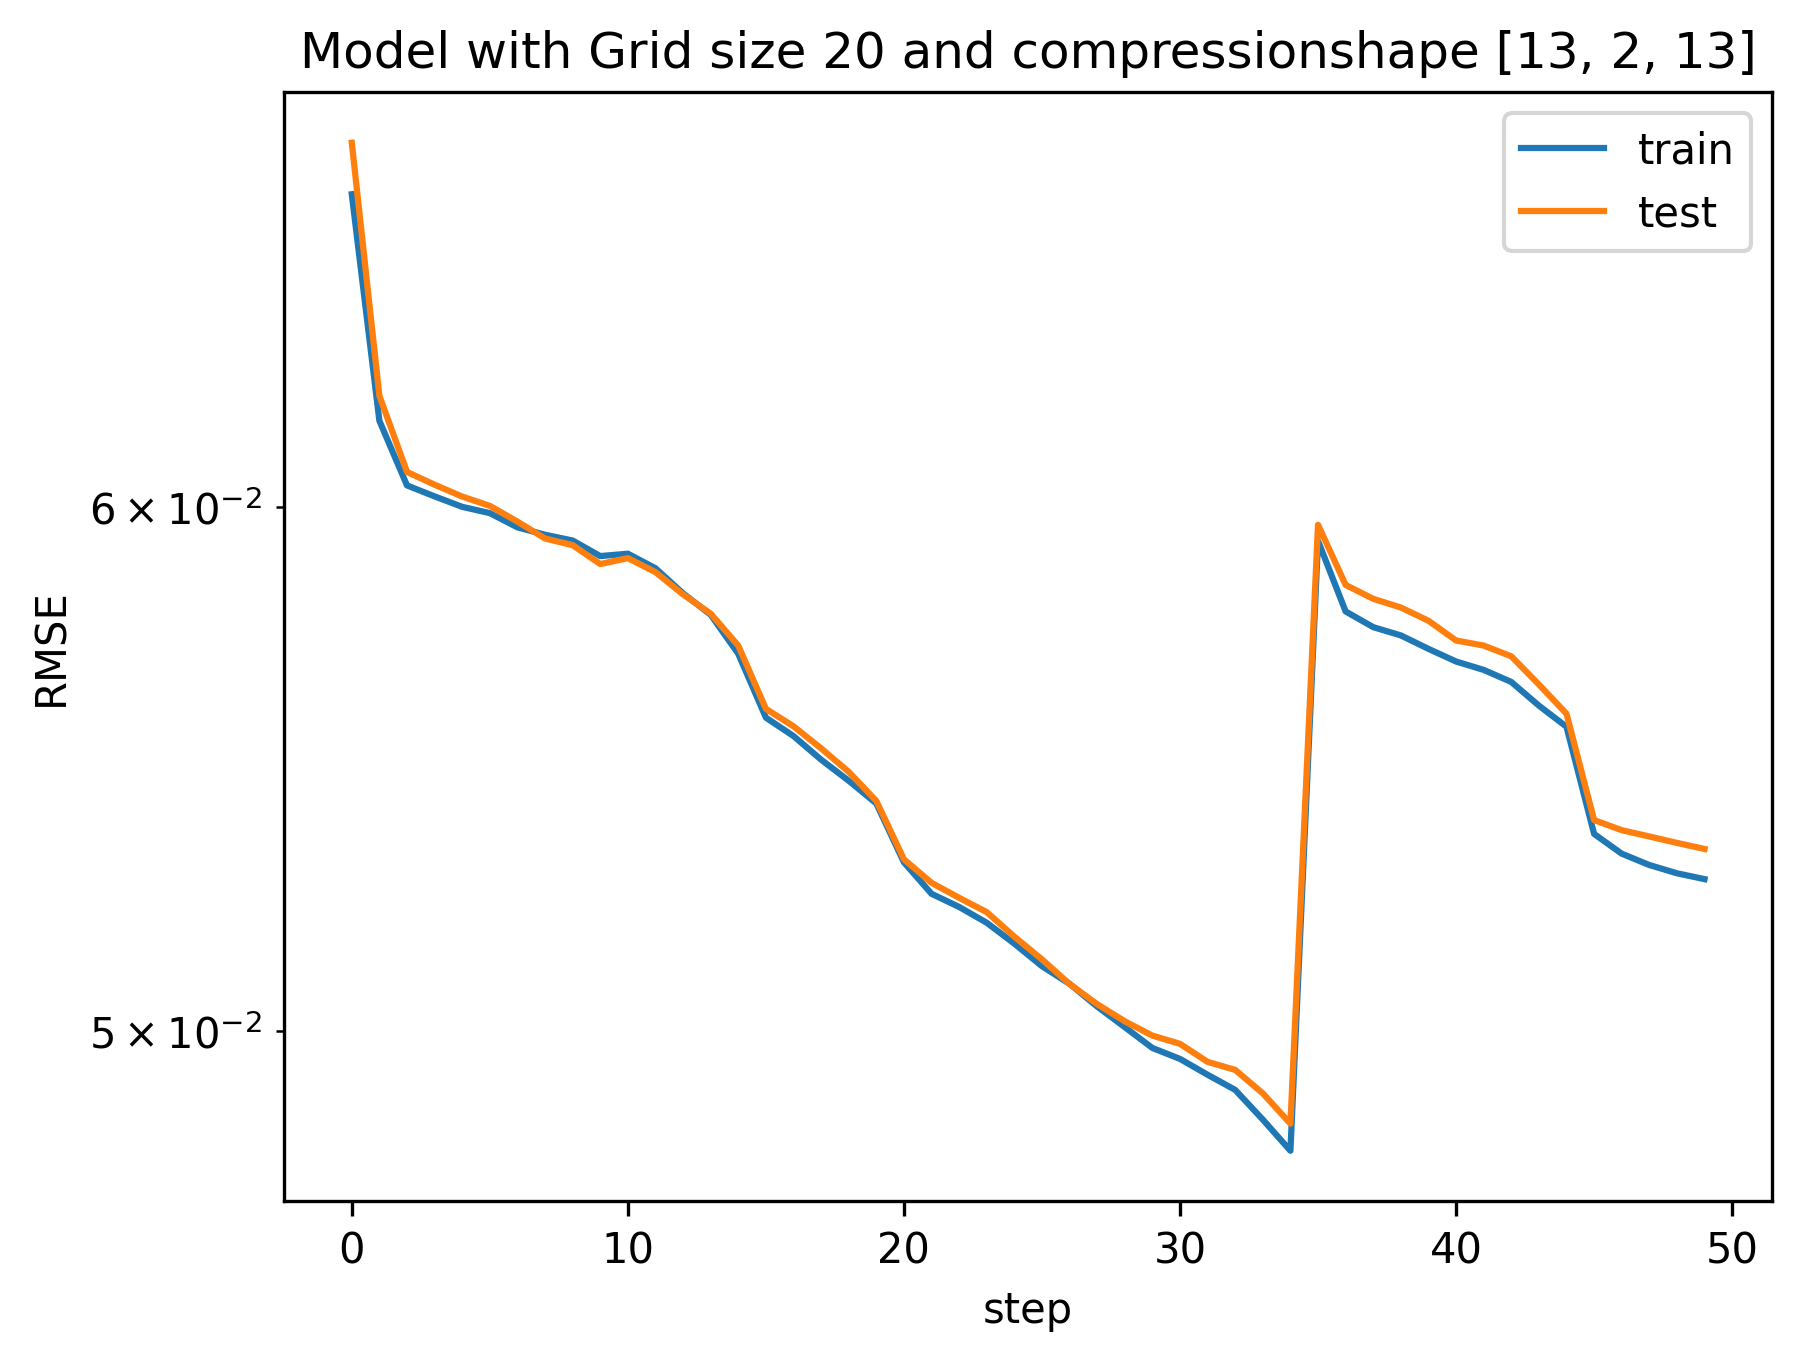 Model with Grid size 20 and compressionshape [13, 2, 13]
train
test
6 × 10⁻²
5 × 10⁻²
RMSE
0 10 20 30 40 50
step